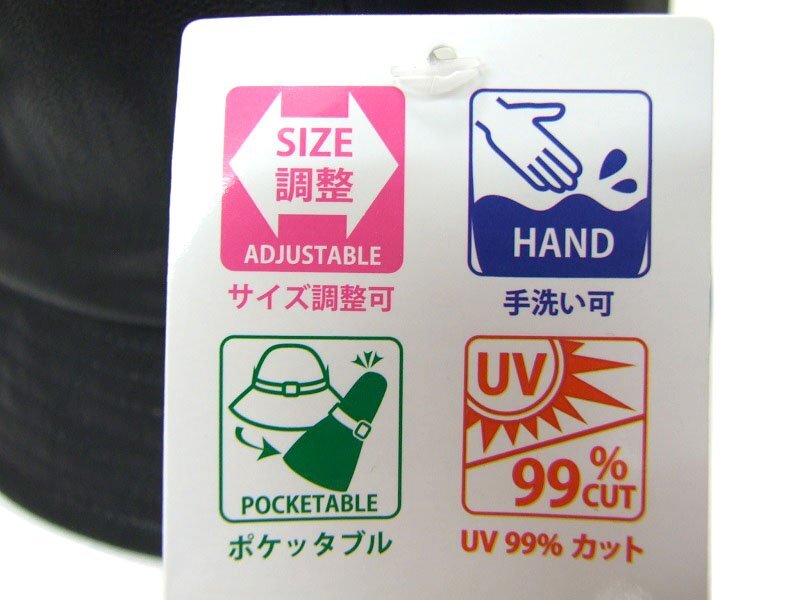 SIZE
調整
ADJUSTABLE
サイズ調整可
HAND
手洗い可
POCKETABLE
ポケッタブル
UV
99%
CUT
UV 99% カット